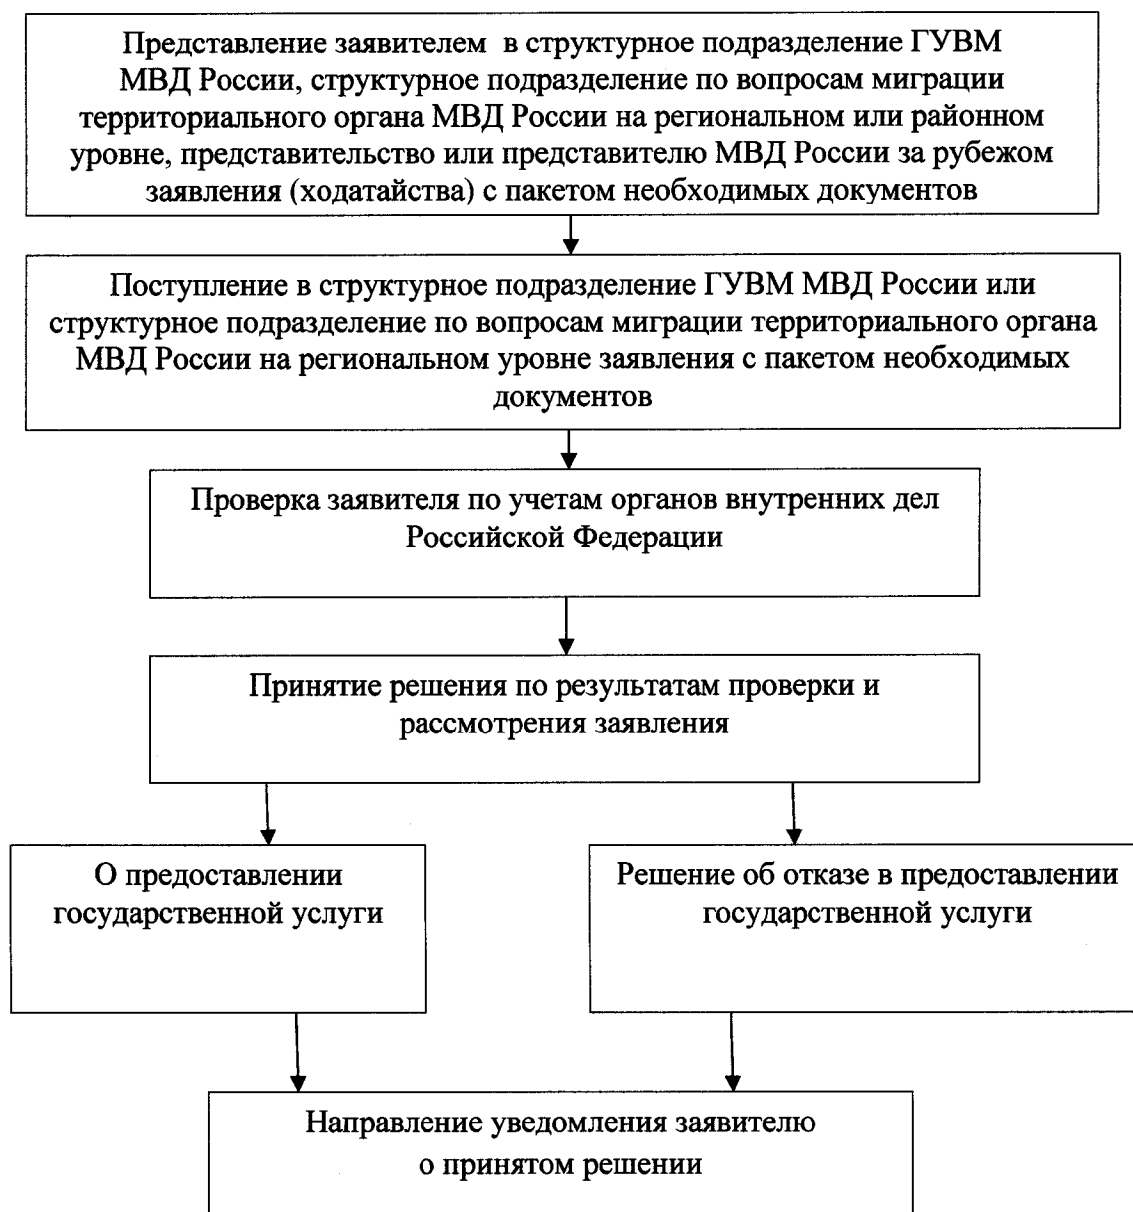 Представление заявителем в структурное подразделение ГУВМ
МВД России, структурное подразделение по вопросам миграции
территориального органа МВД России на региональном или районном
уровне, представительство или представителю МВД России за рубежом
заявления (ходатайства) с пакетом необходимых документов
Поступление в структурное подразделение ГУВМ МВД России или
структурное подразделение по вопросам миграции территориального органа
МВД России на региональном уровне заявления с пакетом необходимых
документов
Проверка заявителя по учетам органов внутренних дел
Российской Федерации
Принятие решения по результатам проверки и
рассмотрения заявления
О предоставлении
государственной услуги
Решение об отказе в предоставлении
государственной услуги
Направление уведомления заявителю
о принятом решении